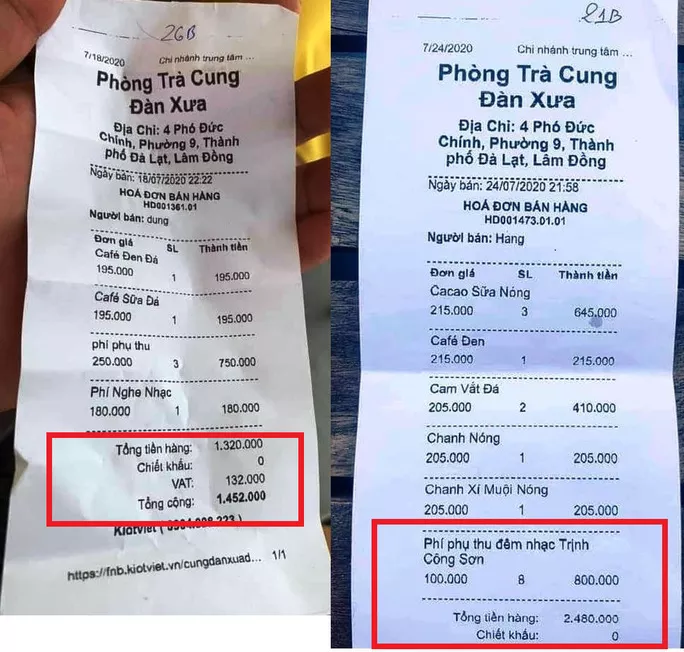 26B
7/18/2020 Chi nhánh trung tâm ...
Phòng Trà Cung
Đàn Xưa
Địa Chỉ: 4 Phó Đức
Chính, Phường 9, Thành
phố Đà Lạt, Lâm Đồng
Ngày bán: 18/07/2020 22:22
HOÁ ĐƠN BÁN HÀNG
HD001361.01
Người bán: dung
Đơn giá SL Thành tiền
Café Đen Đá
195.000 1 195.000
Café Sữa Đá
195.000 1 195.000
phí phụ thu
250.000 3 750.000
Phí Nghe Nhạc
180.000 1 180.000
Tổng tiền hàng: 1.320.000
Chiết khấu: 0
VAT: 132.000
Tổng cộng: 1.452.000
KiotViet (
https://fnb.kiotviet.vn/cungdanxuad... 1/1
21B
7/24/2020 Chi nhánh trung tâm ...
Phòng Trà Cung
Đàn Xưa
Địa Chỉ: 4 Phó Đức
Chính, Phường 9, Thành
phố Đà Lạt, Lâm Đồng
Ngày bán: 24/07/2020 21:58
HOÁ ĐƠN BÁN HÀNG
HD001473.01.01
Người bán: Hang
Đơn giá SL Thành tiền
Cacao Sữa Nóng
215.000 3 645.000
Café Đen
215.000 1 215.000
Cam Vắt Đá
205.000 2 410.000
Chanh Nóng
205.000 1 205.000
Chanh Xí Muội Nóng
205.000 1 205.000
Phí phụ thu đêm nhạc Trịnh
Công Sơn
100.000 8 800.000
Tổng tiền hàng: 2.480.000
Chiết khấu: 0